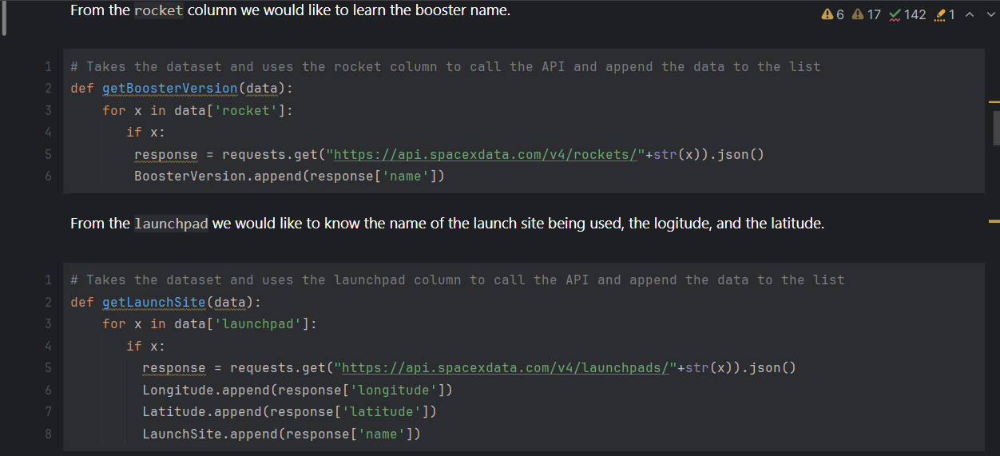 From the rocket column we would like to learn the booster name.
6 17 142 1
1 # Takes the dataset and uses the rocket column to call the API and append the data to the list
2 def getBoosterVersion(data):
3 for x in data['rocket']:
4 if x:
5 response = requests.get("https://api.spacexdata.com/v4/rockets/"+str(x)).json()
6 BoosterVersion.append(response['name'])
From the launchpad we would like to know the name of the launch site being used, the logitude, and the latitude.
1 # Takes the dataset and uses the launchpad column to call the API and append the data to the list
2 def getLaunchSite(data):
3 for x in data['launchpad']:
4 if x:
5 response = requests.get("https://api.spacexdata.com/v4/launchpads/"+str(x)).json()
6 Longitude.append(response['longitude'])
7 Latitude.append(response['latitude'])
8 LaunchSite.append(response['name'])